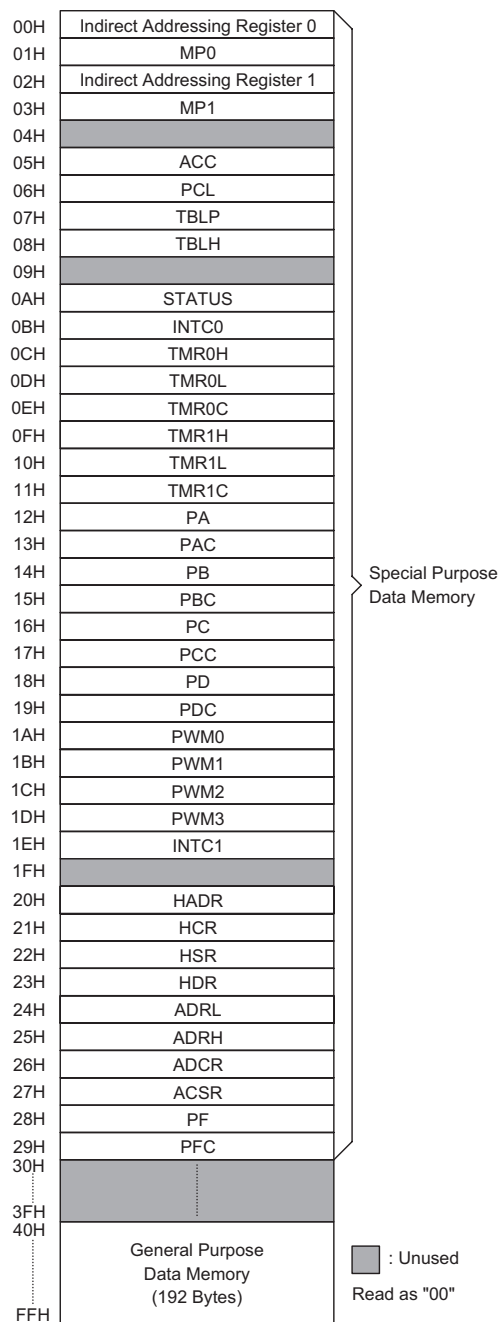 00H Indirect Addressing Register 0
01H MP0
02H Indirect Addressing Register 1
03H MP1
04H
05H ACC
06H PCL
07H TBLP
08H TBLH
09H
0AH STATUS
0BH INTC0
0CH TMR0H
0DH TMR0L
0EH TMR0C
0FH TMR1H
10H TMR1L
11H TMR1C
12H PA
13H PAC
14H PB
15H PBC
16H PC
17H PCC
18H PD
19H PDC
1AH PWM0
1BH PWM1
1CH PWM2
1DH PWM3
1EH INTC1
1FH
20H HADR
21H HCR
22H HSR
23H HDR
24H ADRL
25H ADRH
26H ADCR
27H ACSR
28H PF
29H PFC
Special Purpose
Data Memory
30H
3FH
40H
General Purpose
Data Memory
(192 Bytes)
FFH
: Unused
Read as "00"